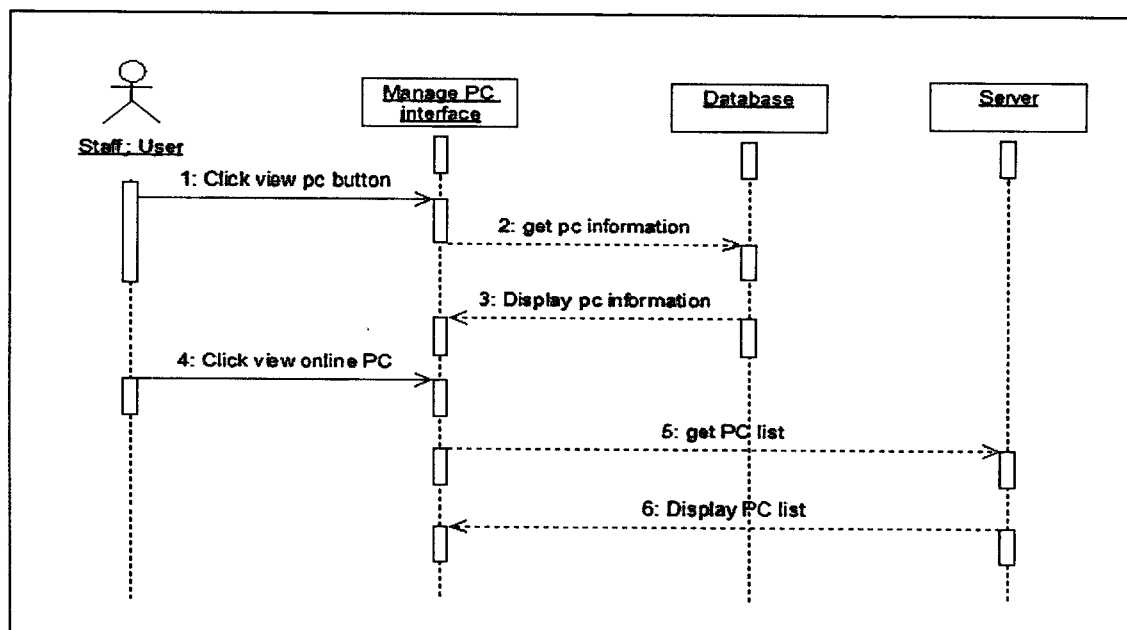 Manage PC
interface
Database
Server
Staff : User
1: Click view pc button
2: get pc information
3: Display pc information
4: Click view online PC
5: get PC list
6: Display PC list